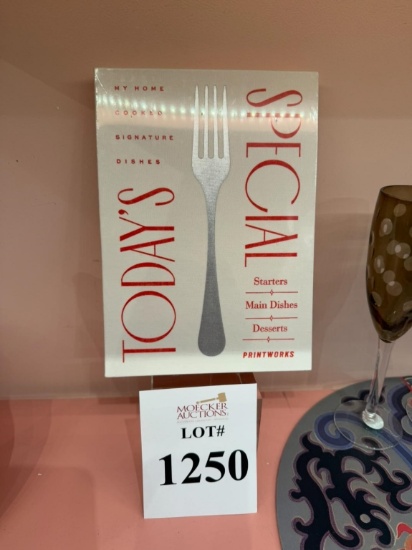 MY HOME
COOKED
SIGNATURE
DISHES
TODAY'S
SPECIAL
Starters
Main Dishes
Desserts
PRINTWORKS
MOECKER
AUCTIONS
LOT#
1250